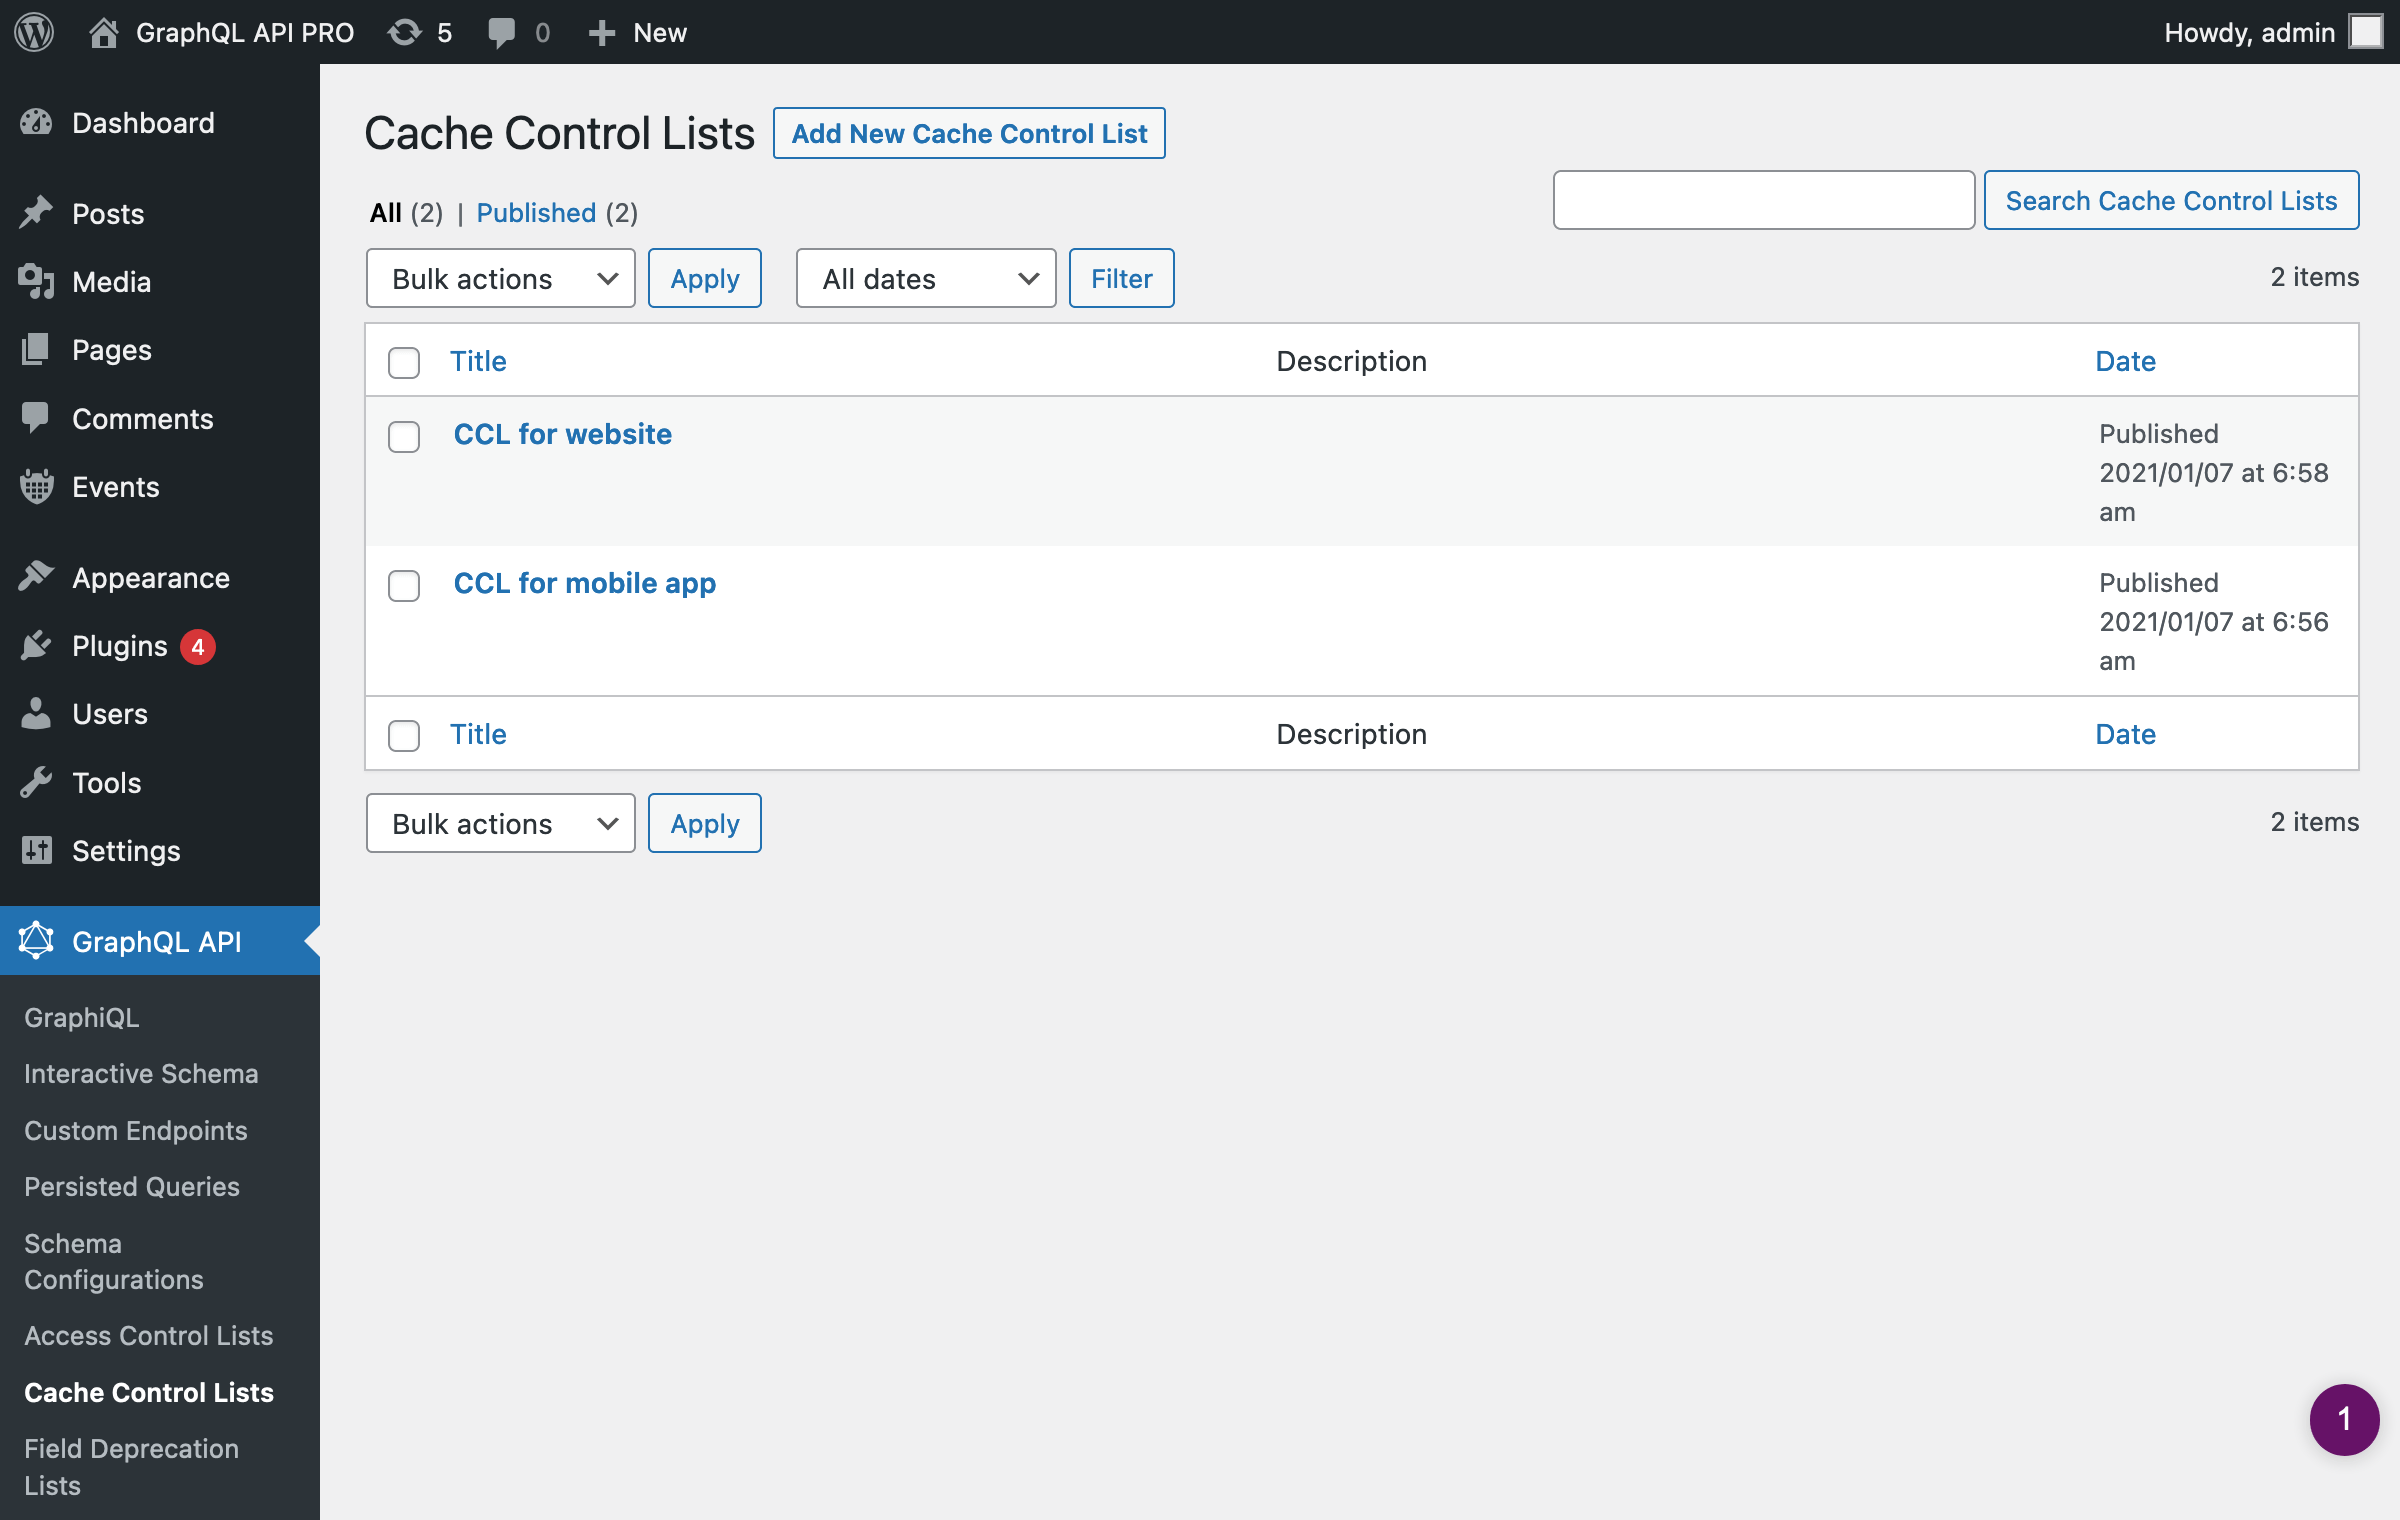 GraphQL API PRO 5 0 New Howdy, admin
Dashboard
Posts
Media
Pages
Comments
Events
Appearance
Plugins 4
Users
Tools
Settings
GraphQL API
GraphiQL
Interactive Schema
Custom Endpoints
Persisted Queries
Schema
Configurations
Access Control Lists
Cache Control Lists
Field Deprecation
Lists
Cache Control Lists Add New Cache Control List
All (2) | Published (2)
Search Cache Control Lists
Bulk actions Apply All dates Filter 2 items
Title Description Date
CCL for website Published
2021/01/07 at 6:58
am
CCL for mobile app Published
2021/01/07 at 6:56
am
Title Description Date
Bulk actions Apply 2 items
1